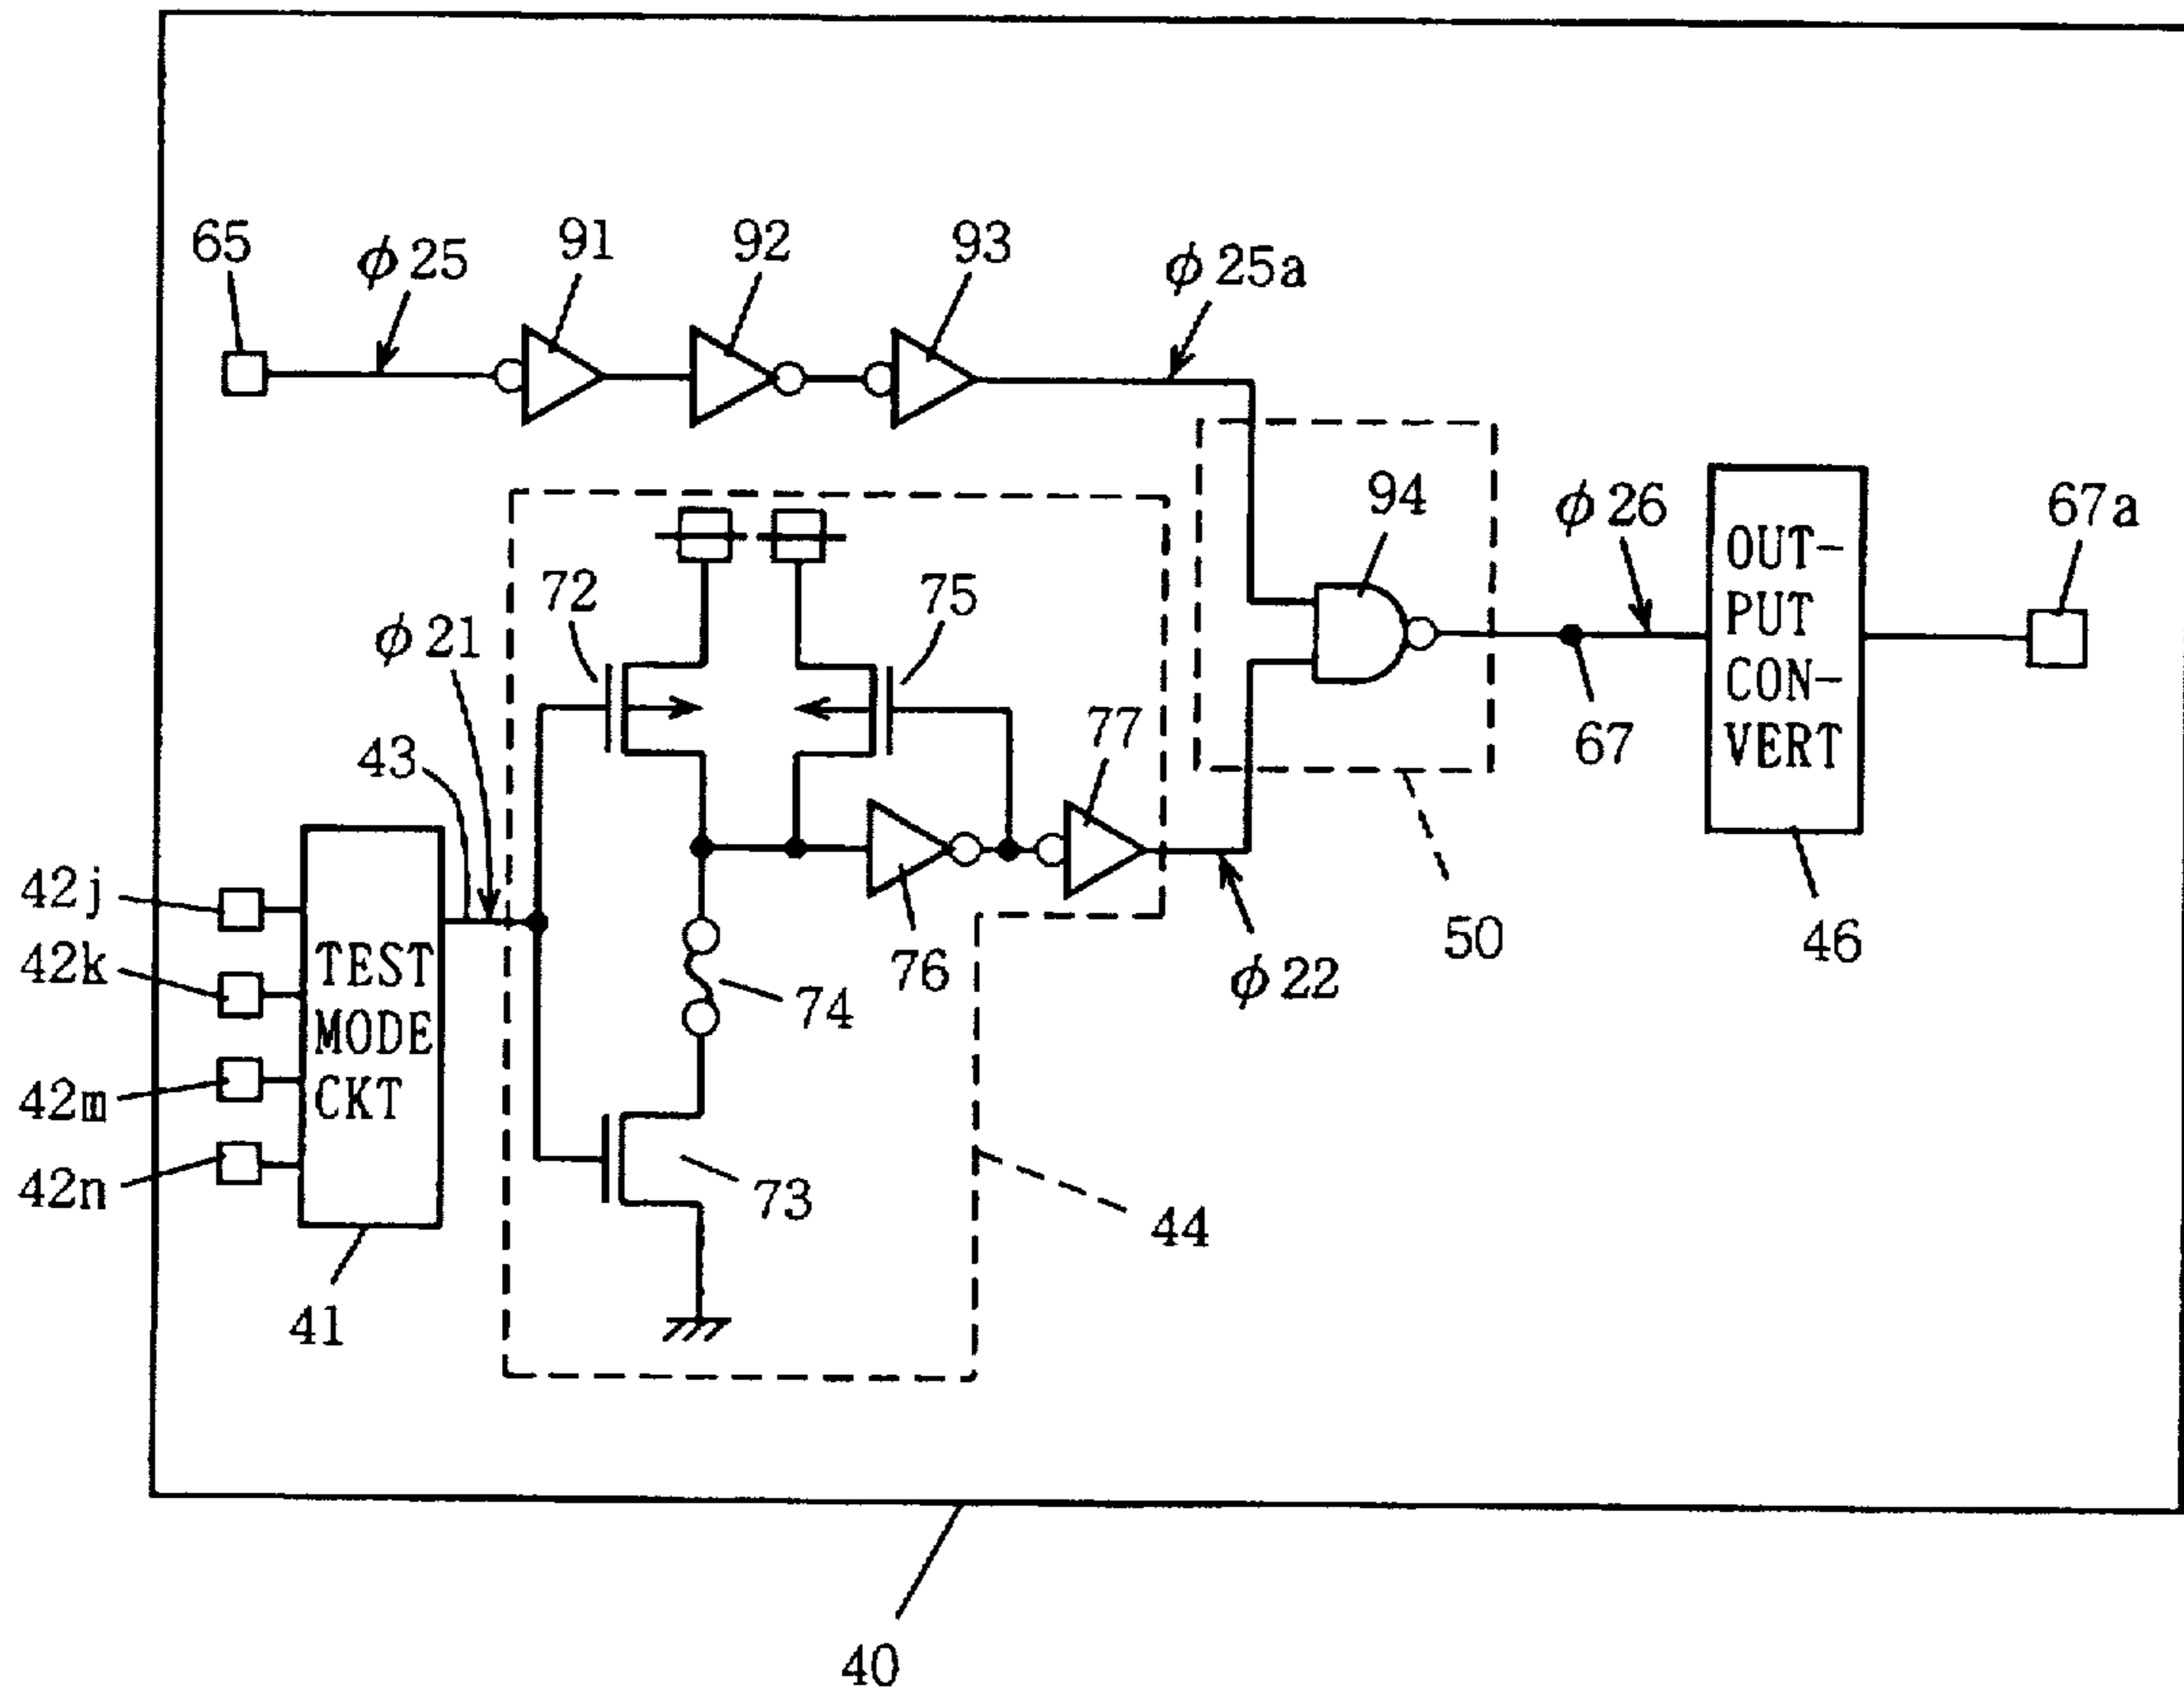 65
ϕ25
91
92
93
ϕ25a
94
ϕ26
67a
OUT-
PUT
CON-
VERT
72
75
ϕ21
77
67
43
42j
42k
42m
42n
TEST
MODE
CKT
76
74
ϕ22
50
46
73
44
41
40